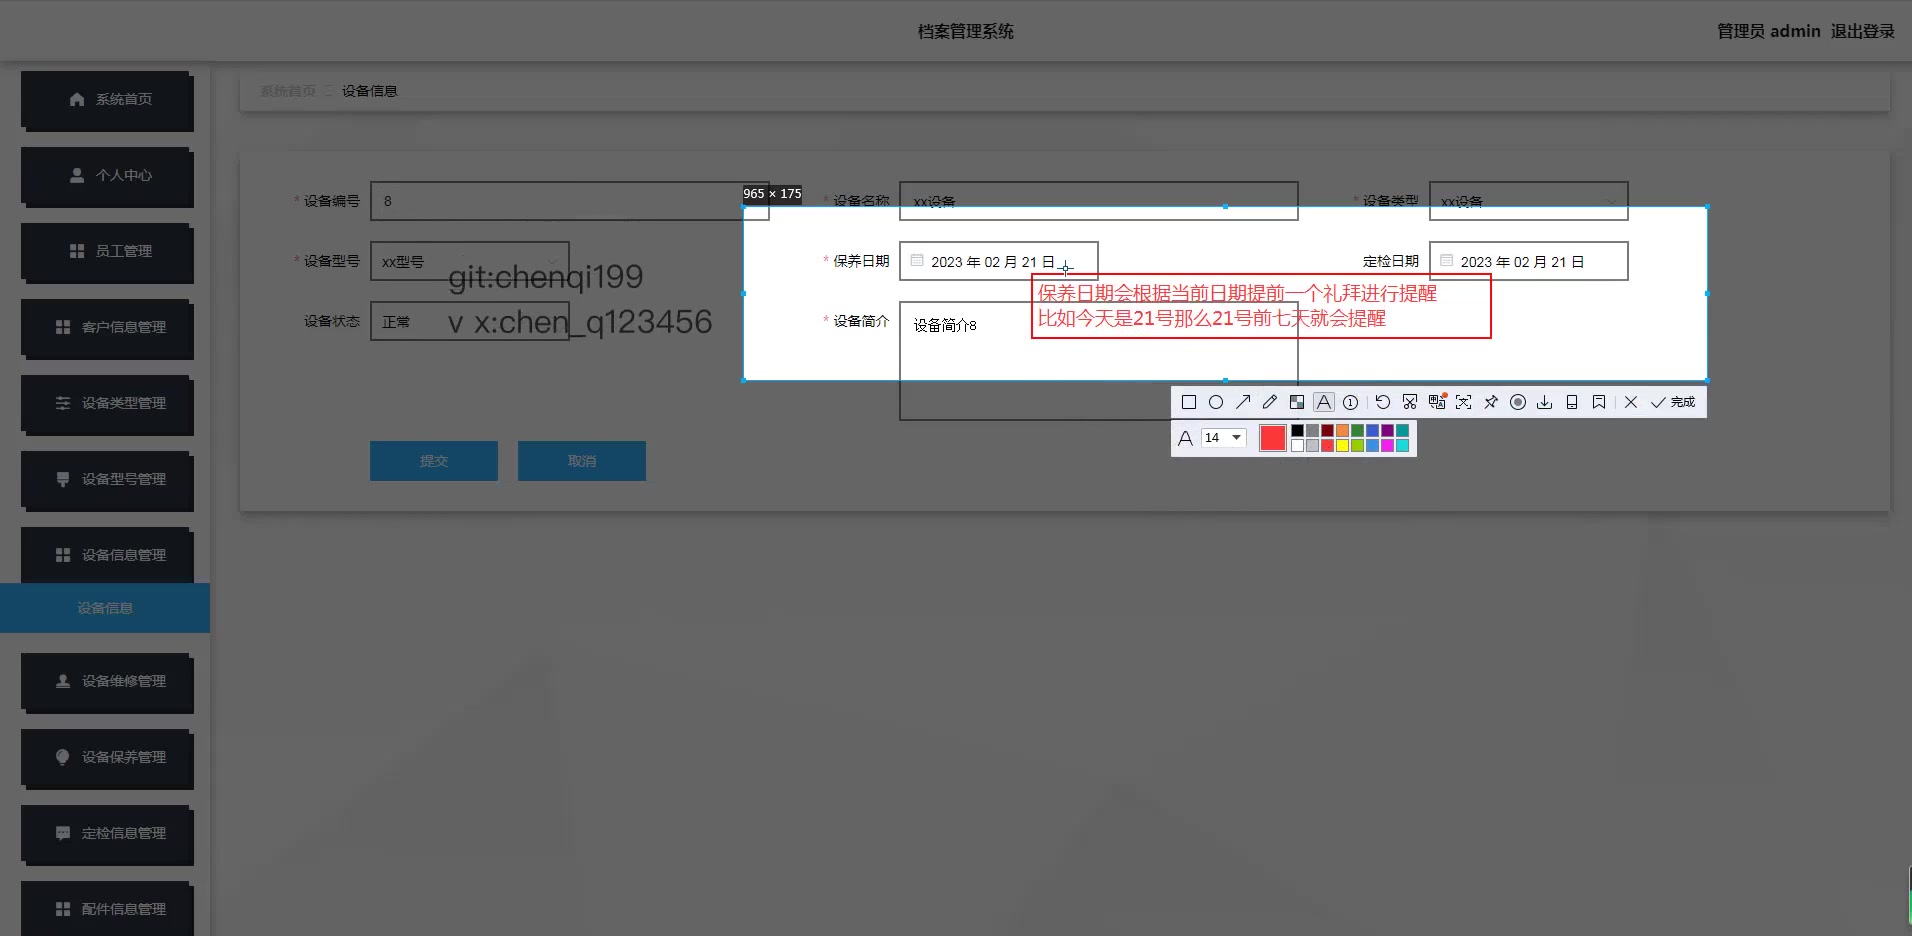 档案管理系统
管理员 admin 退出登录
系统首页
个人中心
员工管理
客户信息管理
设备类型管理
设备型号管理
设备信息管理
设备信息
设备维修管理
设备保养管理
定检信息管理
配件信息管理
系统首页 设备信息
965 × 175
* 设备编号 8
* 设备名称 xx设备
* 设备类型 xx设备
* 设备型号 xx型号
* 保养日期 2023 年 02 月 21 日
定检日期 2023 年 02 月 21 日
git:chenqi199
保养日期会根据当前日期提前一个礼拜进行提醒
比如今天是21号那么21号前七天就会提醒
设备状态 正常
v x:chen_q123456
* 设备简介 设备简介8
完成
A 14
提交 取消